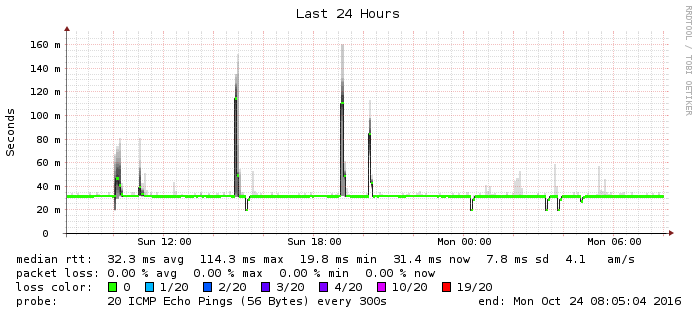 Last 24 Hours
RRDTOOL / TOBI OETIKER
Seconds
160 m
140 m
120 m
100 m
80 m
60 m
40 m
20 m
0
Sun 12:00 Sun 18:00 Mon 00:00 Mon 06:00
median rtt: 32.3 ms avg 114.3 ms max 19.8 ms min 31.4 ms now 7.8 ms sd 4.1 am/s
packet loss: 0.00 % avg 0.00 % max 0.00 % min 0.00 % now
loss color: 0 1/20 2/20 3/20 4/20 10/20 19/20
probe: 20 ICMP Echo Pings (56 Bytes) every 300s end: Mon Oct 24 08:05:04 2016